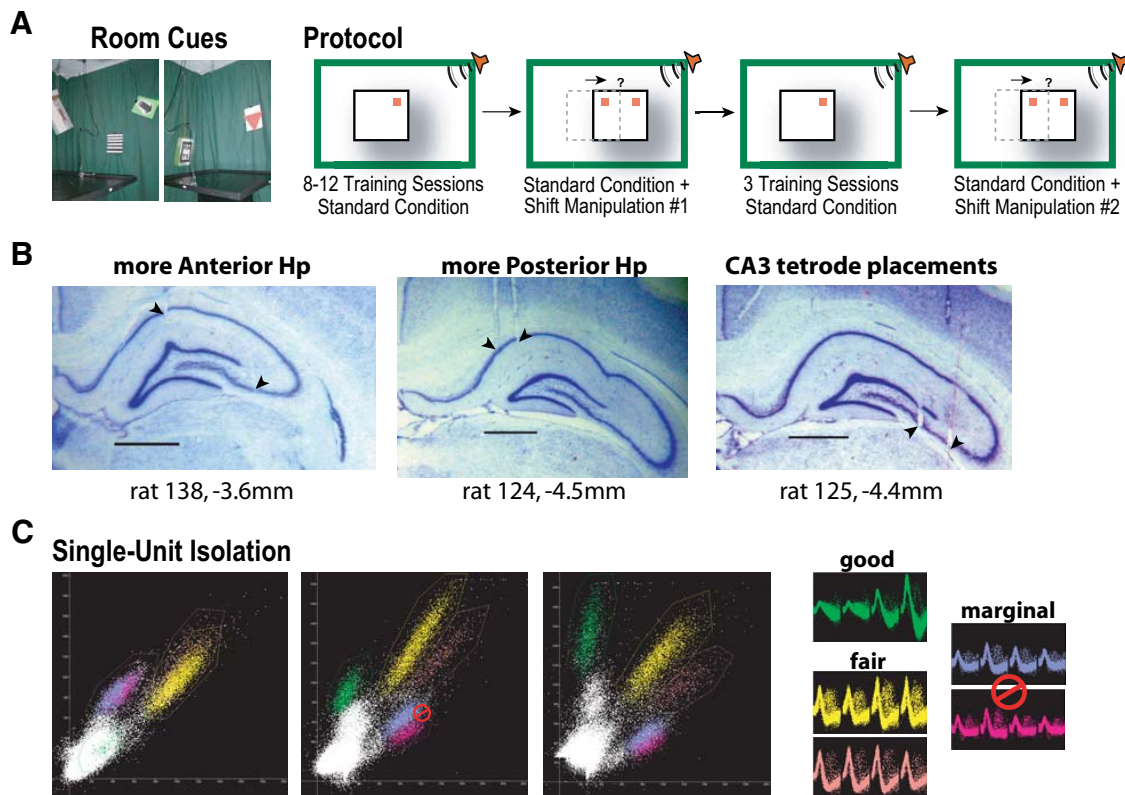 A
Room Cues
Protocol
?
?
8-12 Training Sessions
Standard Condition
Standard Condition +
Shift Manipulation #1
3 Training Sessions
Standard Condition
Standard Condition +
Shift Manipulation #2
B
more Anterior Hp
more Posterior Hp
CA3 tetrode placements
rat 138, -3.6mm
rat 124, -4.5mm
rat 125, -4.4mm
C
Single-Unit Isolation
good
marginal
fair